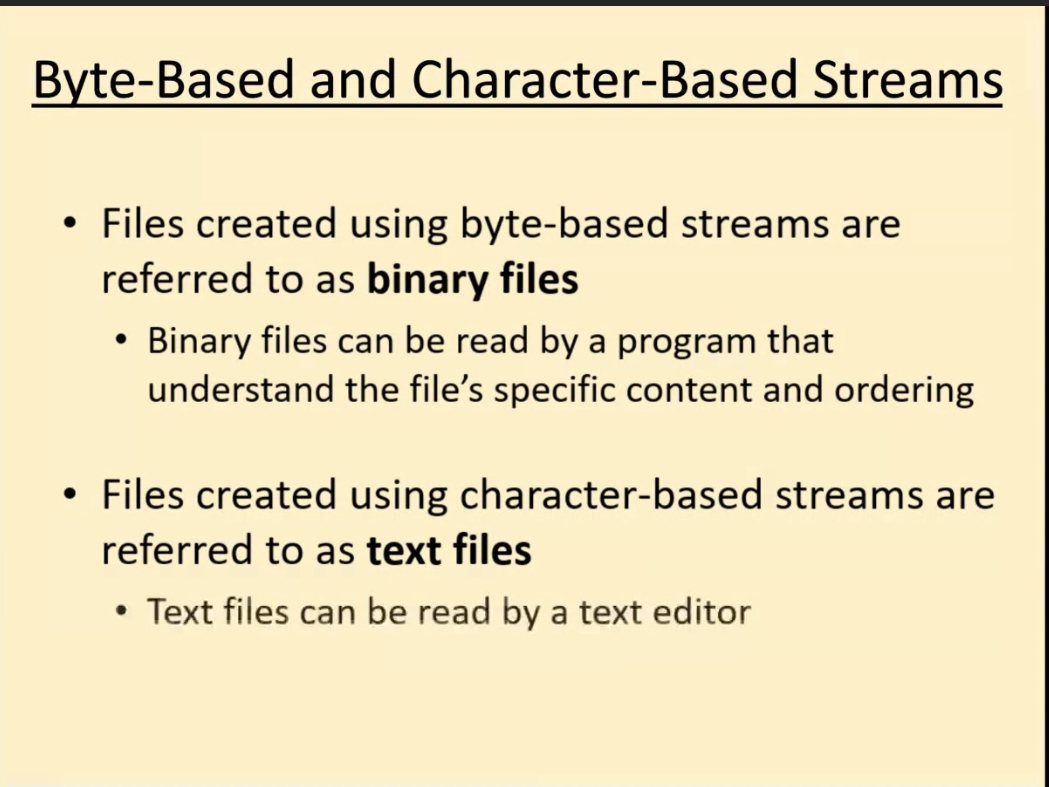 Byte-Based and Character-Based Streams
• Files created using byte-based streams are
referred to as binary files
• Binary files can be read by a program that
understand the file’s specific content and ordering
• Files created using character-based streams are
referred to as text files
• Text files can be read by a text editor